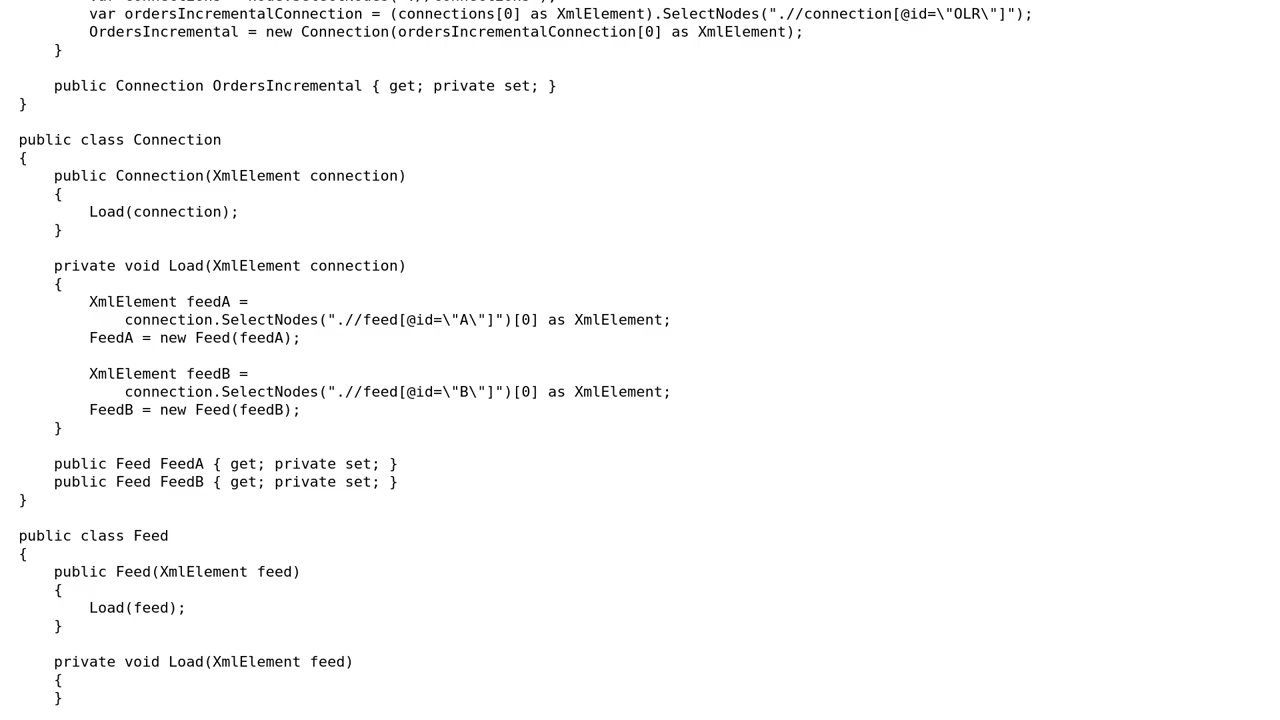 var ordersIncrementalConnection = (connections[0] as XmlElement).SelectNodes(".//connection[@id=\"OLR\"]");
OrdersIncremental = new Connection(ordersIncrementalConnection[0] as XmlElement);
}
public Connection OrdersIncremental { get; private set; }
}
public class Connection
{
public Connection(XmlElement connection)
{
Load(connection);
}
private void Load(XmlElement connection)
{
XmlElement feedA =
connection.SelectNodes(".//feed[@id=\"A\"]")[0] as XmlElement;
FeedA = new Feed(feedA);
XmlElement feedB =
connection.SelectNodes(".//feed[@id=\"B\"]")[0] as XmlElement;
FeedB = new Feed(feedB);
}
public Feed FeedA { get; private set; }
public Feed FeedB { get; private set; }
}
public class Feed
{
public Feed(XmlElement feed)
{
Load(feed);
}
private void Load(XmlElement feed)
{
}